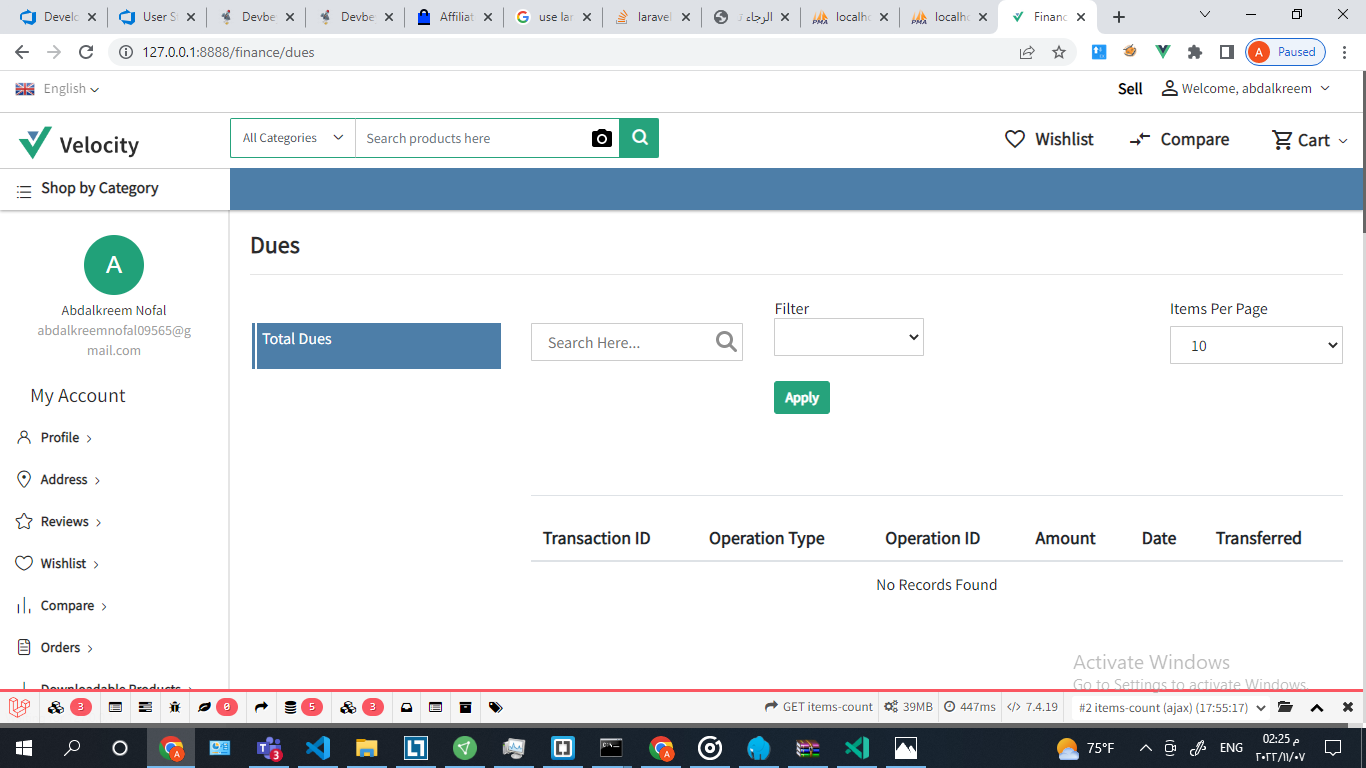 Develo
User S
Devbe
Devbe
Affiliat
use lar
laravel
الرجاء
localho
localho
Financ
127.0.0.1:8888/finance/dues
A Paused
English
Sell Welcome, abdalkreem
Velocity
All Categories Search products here
Wishlist Compare Cart
Shop by Category
A
Abdalkreem Nofal
abdalkreemnofal09565@g
mail.com
My Account
Profile
Address
Reviews
Wishlist
Compare
Orders
Downloadable Products
Dues
Total Dues
Search Here...
Filter
Apply
Items Per Page
10
Transaction ID Operation Type Operation ID Amount Date Transferred
No Records Found
Activate Windows
Go to Settings to activate Windows.
3 0 5 3 GET items-count 39MB 447ms 7.4.19 #2 items-count (ajax) (17:55:17)
75°F ENG
02:25 م
٢٠٢٢/١١/٠٧